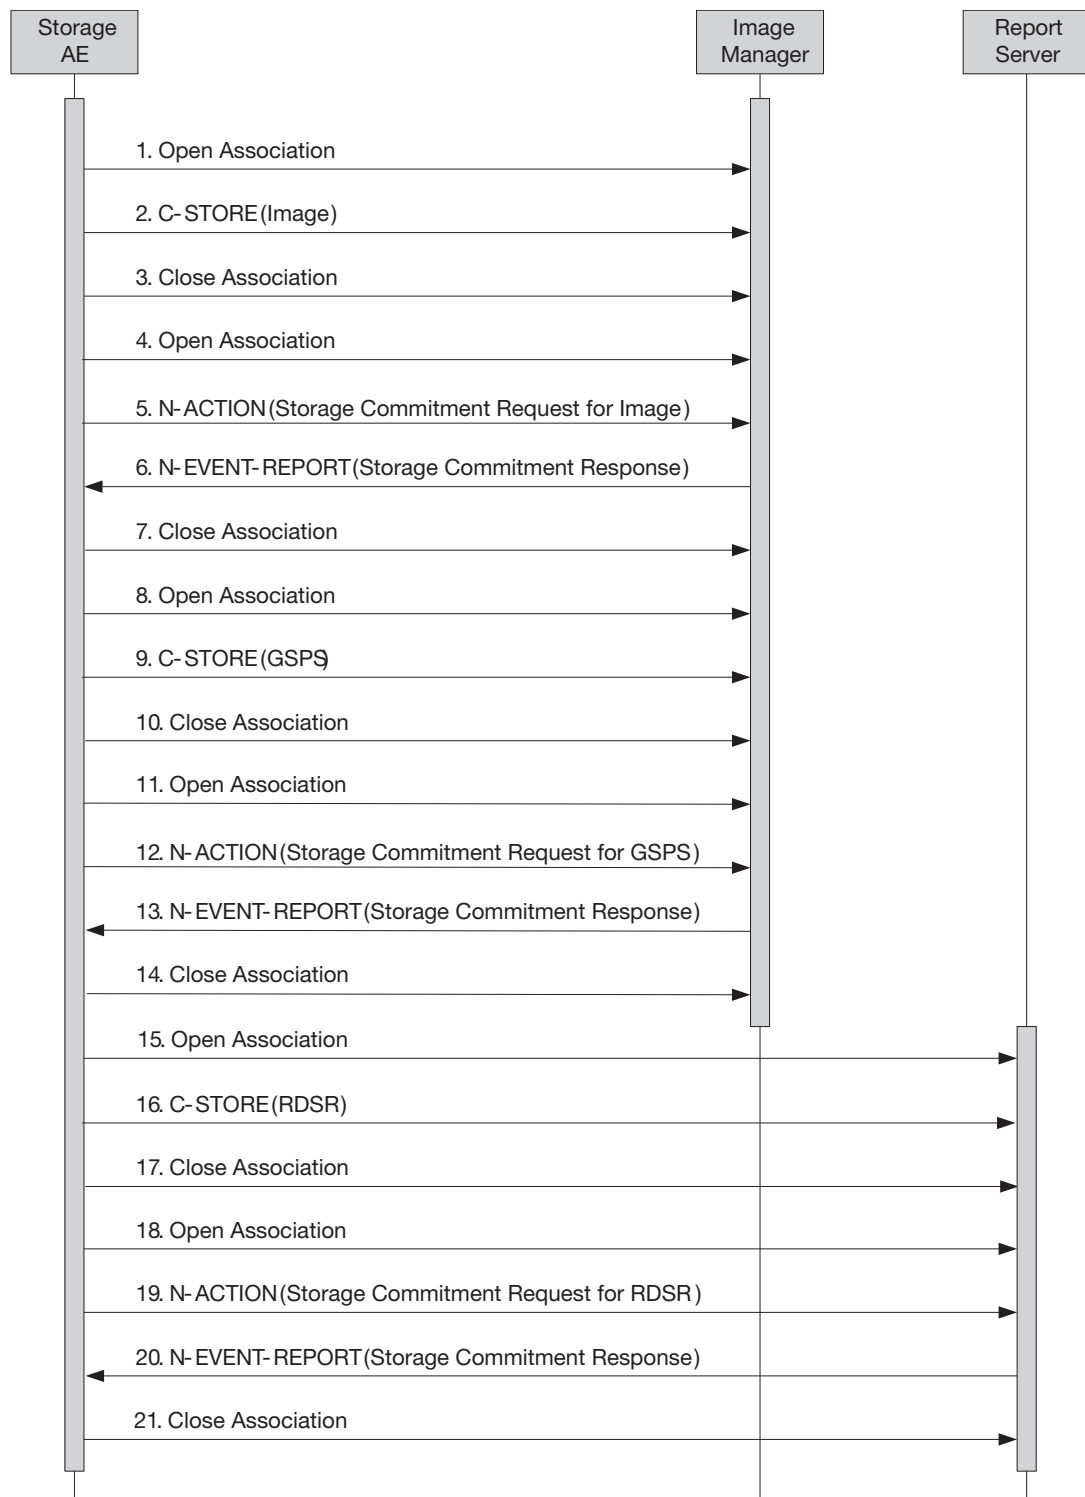 Storage
AE
Image
Manager
Report
Server
1. Open Association
2. C-STORE(Image)
3. Close Association
4. Open Association
5. N-ACTION(Storage Commitment Request for Image)
6. N-EVENT-REPORT(Storage Commitment Response)
7. Close Association
8. Open Association
9. C-STORE(GSPS)
10. Close Association
11. Open Association
12. N-ACTION(Storage Commitment Request for GSPS)
13. N-EVENT-REPORT(Storage Commitment Response)
14. Close Association
15. Open Association
16. C-STORE(RDSR)
17. Close Association
18. Open Association
19. N-ACTION(Storage Commitment Request for RDSR)
20. N-EVENT-REPORT(Storage Commitment Response)
21. Close Association